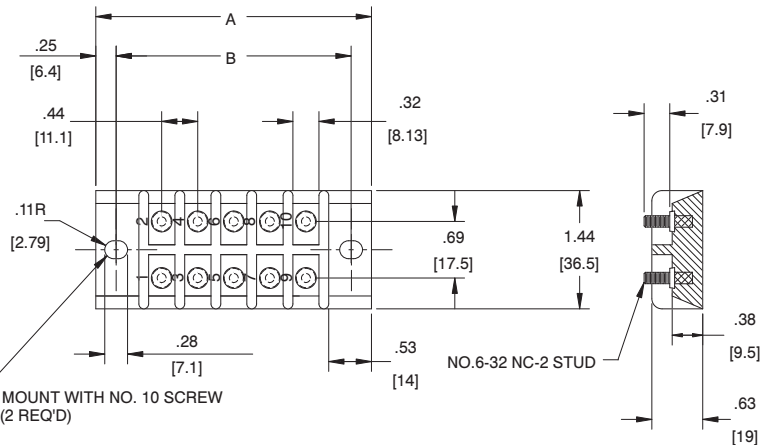 A
.25
[6.4]
B
.44
[11.1]
.32
[8.13]
.31
[7.9]
.11R
[2.79]
2 4 6 8 10
1 3 5 7 9
.69
[17.5]
1.44
[36.5]
.28
[7.1]
.53
[14]
NO.6-32 NC-2 STUD
.38
[9.5]
MOUNT WITH NO. 10 SCREW
(2 REQ'D)
.63
[19]